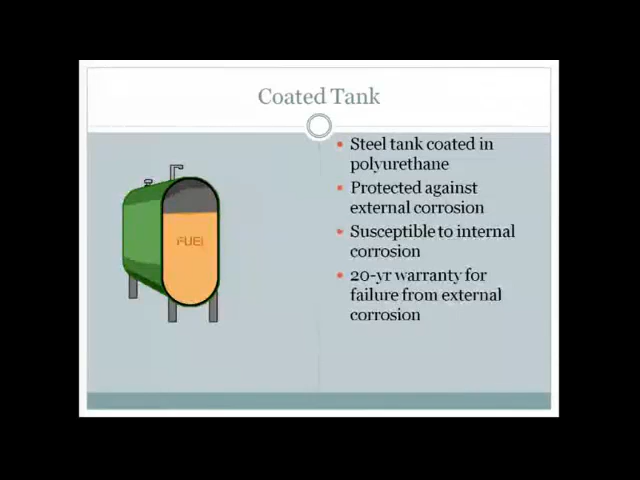 Coated Tank
Steel tank coated in
polyurethane
Protected against
external corrosion
Susceptible to internal
corrosion
20-yr warranty for
failure from external
corrosion
FUEl